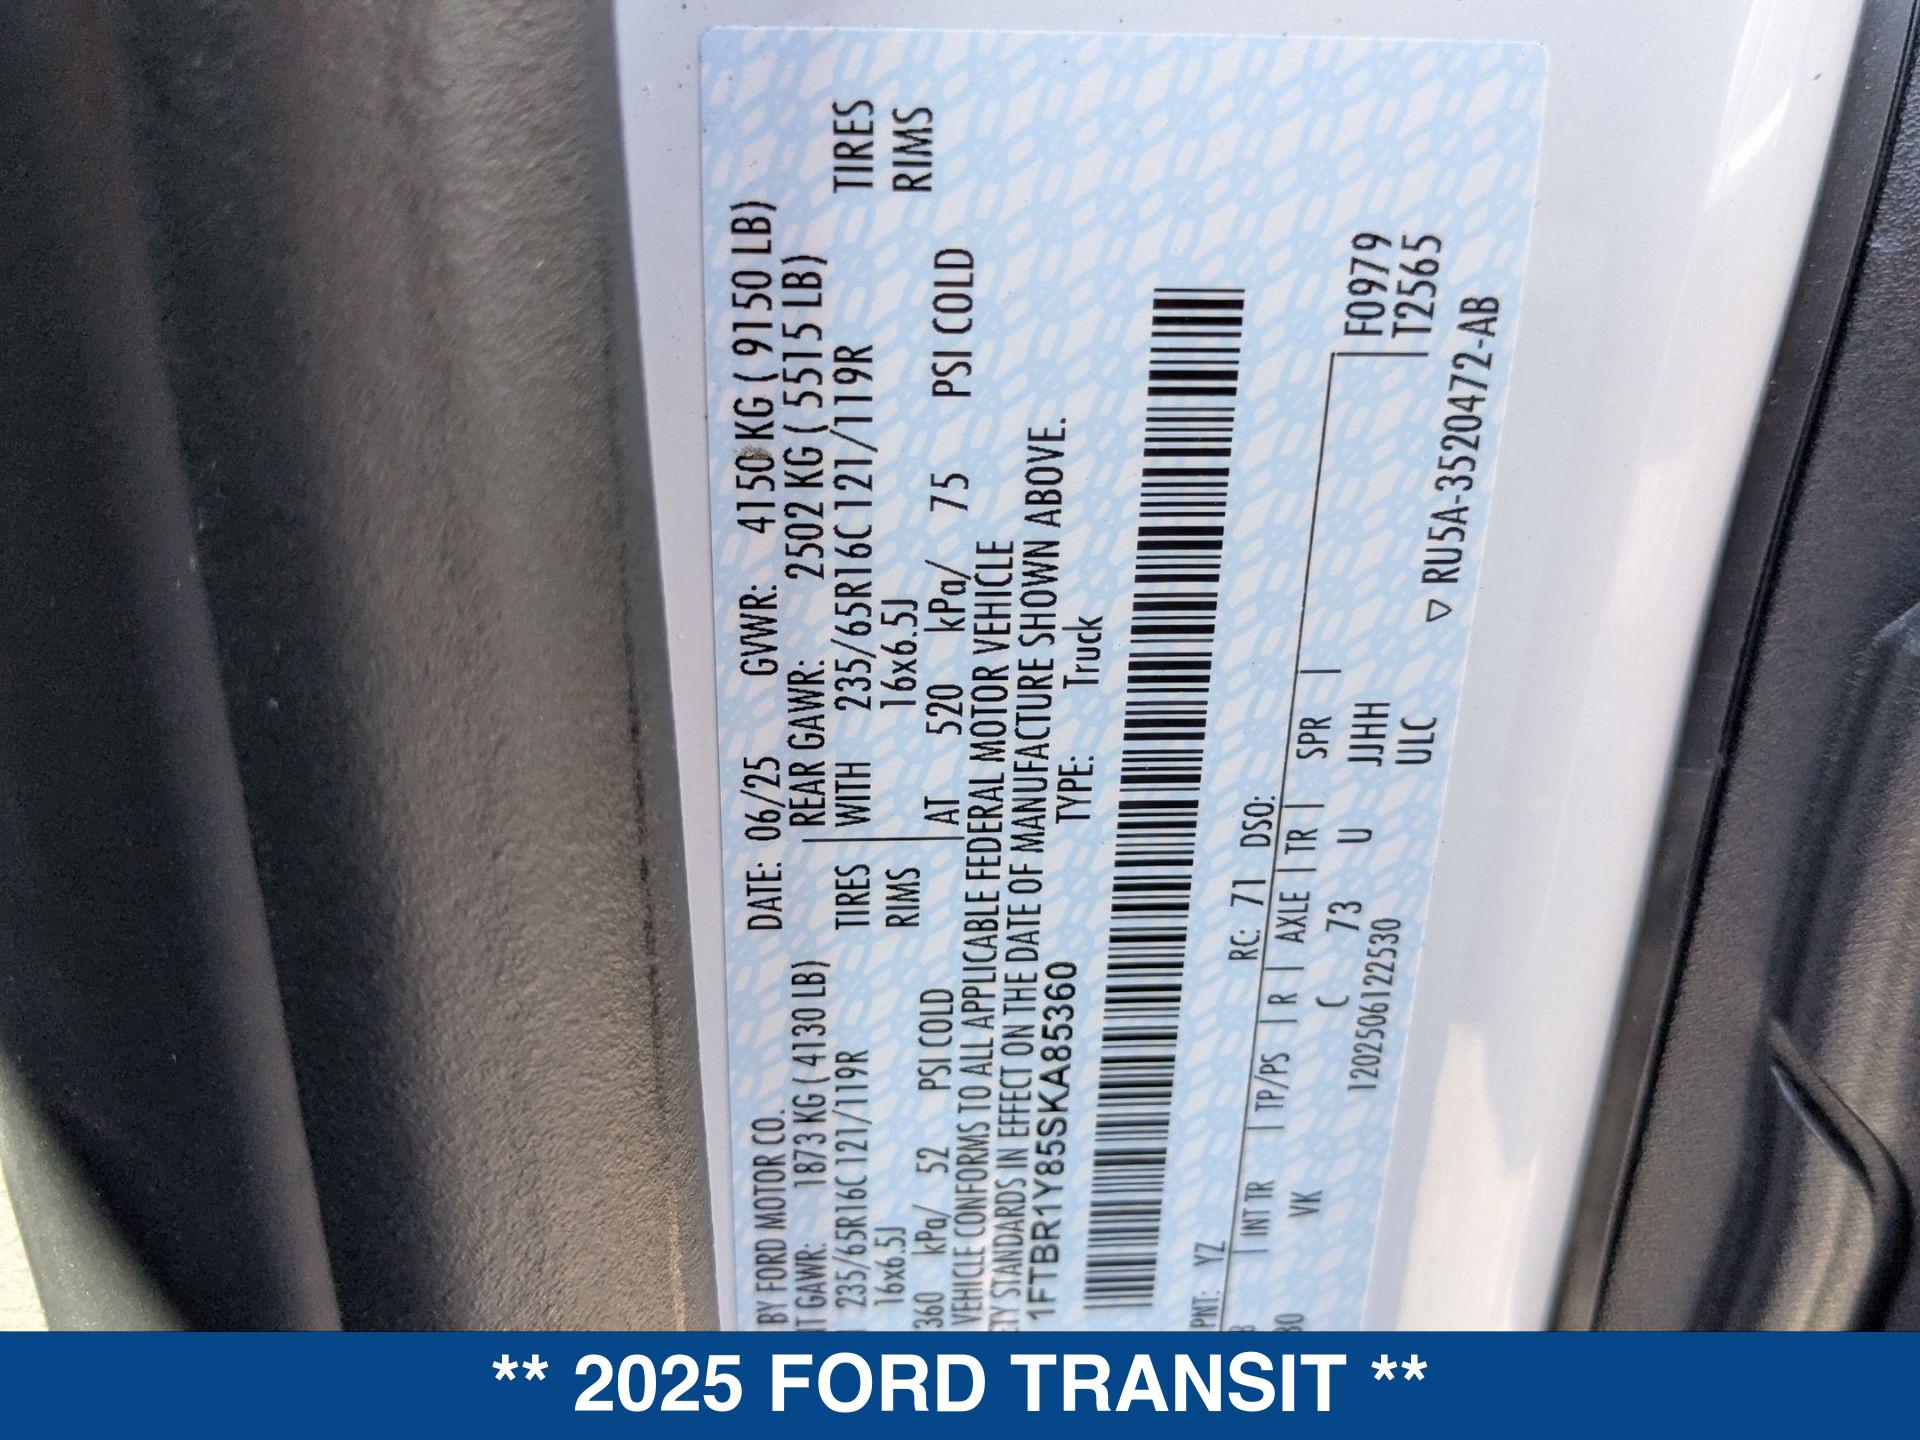 BY FORD MOTOR CO.
DATE: 06/25 GVWR: 4150 KG ( 9150 LB)
GAWR: 1873 KG ( 4130 LB) REAR GAWR: 2502 KG ( 5515 LB)
235/65R16C 121/119R TIRES WITH 235/65R16C 121/119R TIRES
16x6.5J RIMS 16x6.5J RIMS
360 kPa/ 52 PSI COLD AT 520 kPa/ 75 PSI COLD
VEHICLE CONFORMS TO ALL APPLICABLE FEDERAL MOTOR VEHICLE
STANDARDS IN EFFECT ON THE DATE OF MANUFACTURE SHOWN ABOVE.
1FTBR1Y85SKA85360 TYPE: Truck
PNT: YZ RC: 71 DSO:
INT TR TP/PS R AXLE TR SPR
VK C 73 U JJHH F0979
1202506122530 ULC T2565
▽ RU5A-3520472-AB
** 2025 FORD TRANSIT **